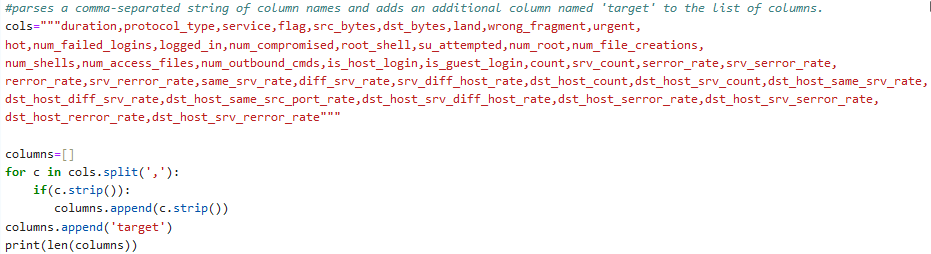 #parses a comma-separated string of column names and adds an additional column named 'target' to the list of columns.
cols="""duration,protocol_type,service,flag,src_bytes,dst_bytes,land,wrong_fragment,urgent,
hot,num_failed_logins,logged_in,num_compromised,root_shell,su_attempted,num_root,num_file_creations,
num_shells,num_access_files,num_outbound_cmds,is_host_login,is_guest_login,count,srv_count,serror_rate,srv_serror_rate,
rerror_rate,srv_rerror_rate,same_srv_rate,diff_srv_rate,srv_diff_host_rate,dst_host_count,dst_host_srv_count,dst_host_same_srv_rate,
dst_host_diff_srv_rate,dst_host_same_src_port_rate,dst_host_srv_diff_host_rate,dst_host_serror_rate,dst_host_srv_serror_rate,
dst_host_rerror_rate,dst_host_srv_rerror_rate"""
columns=[]
for c in cols.split(','):
    if(c.strip()):
       columns.append(c.strip())
columns.append('target')
print(len(columns))